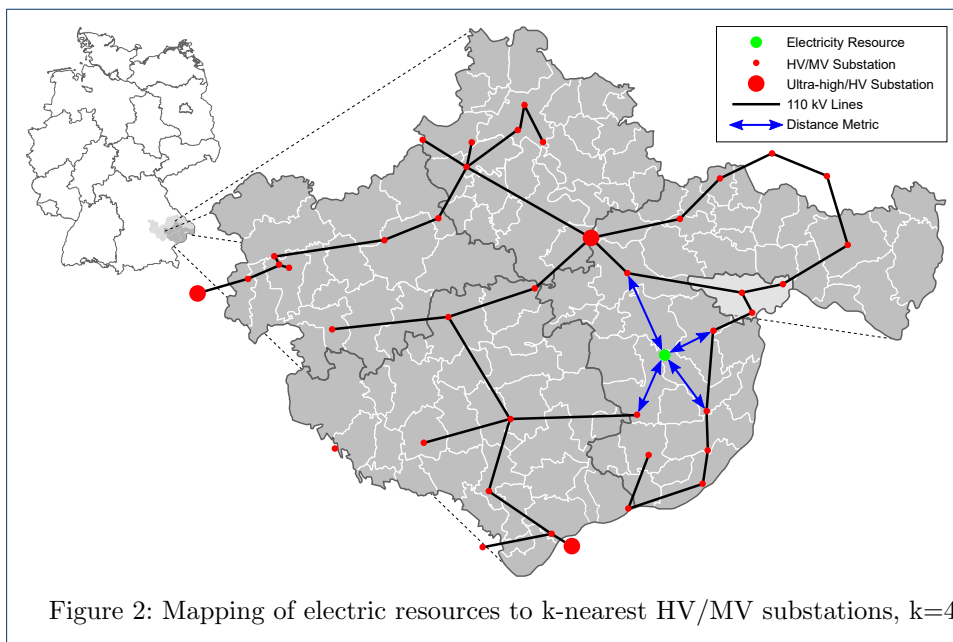 Electricity Resource
HV/MV Substation
Ultra-high/HV Substation
110 kV Lines
Distance Metric
Figure 2: Mapping of electric resources to k-nearest HV/MV substations, k=4